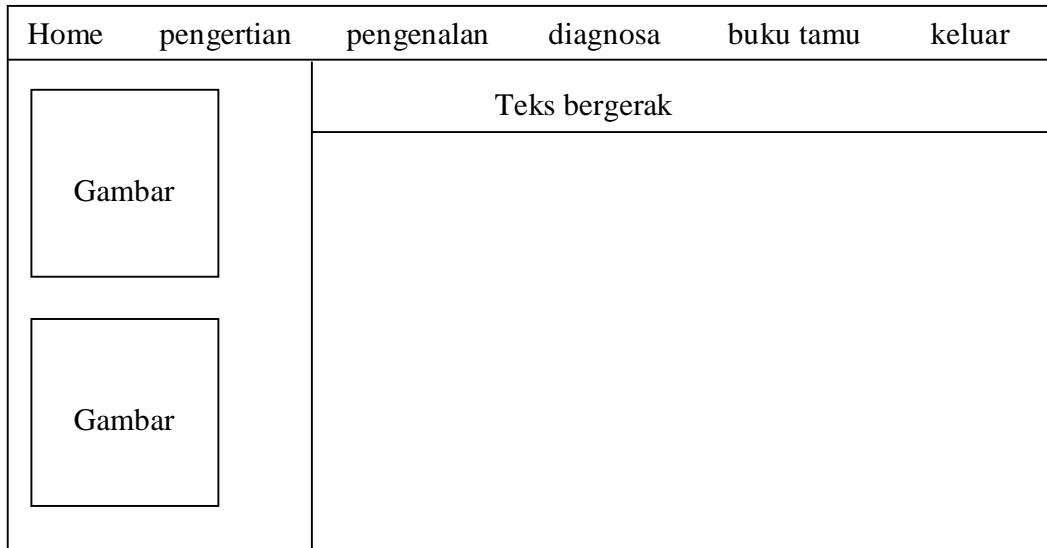 Home pengertian pengenalan diagnosa buku tamu keluar
Teks bergerak
Gambar
Gambar